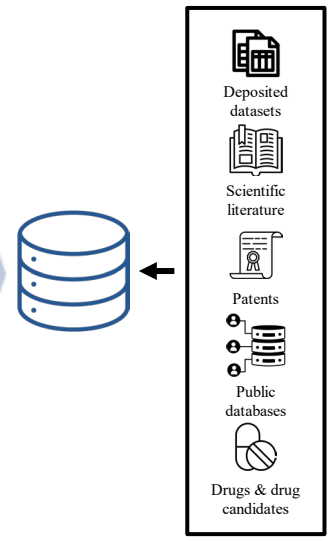 Deposited
datasets
Scientific
literature
Patents
Public
databases
Drugs & drug
candidates